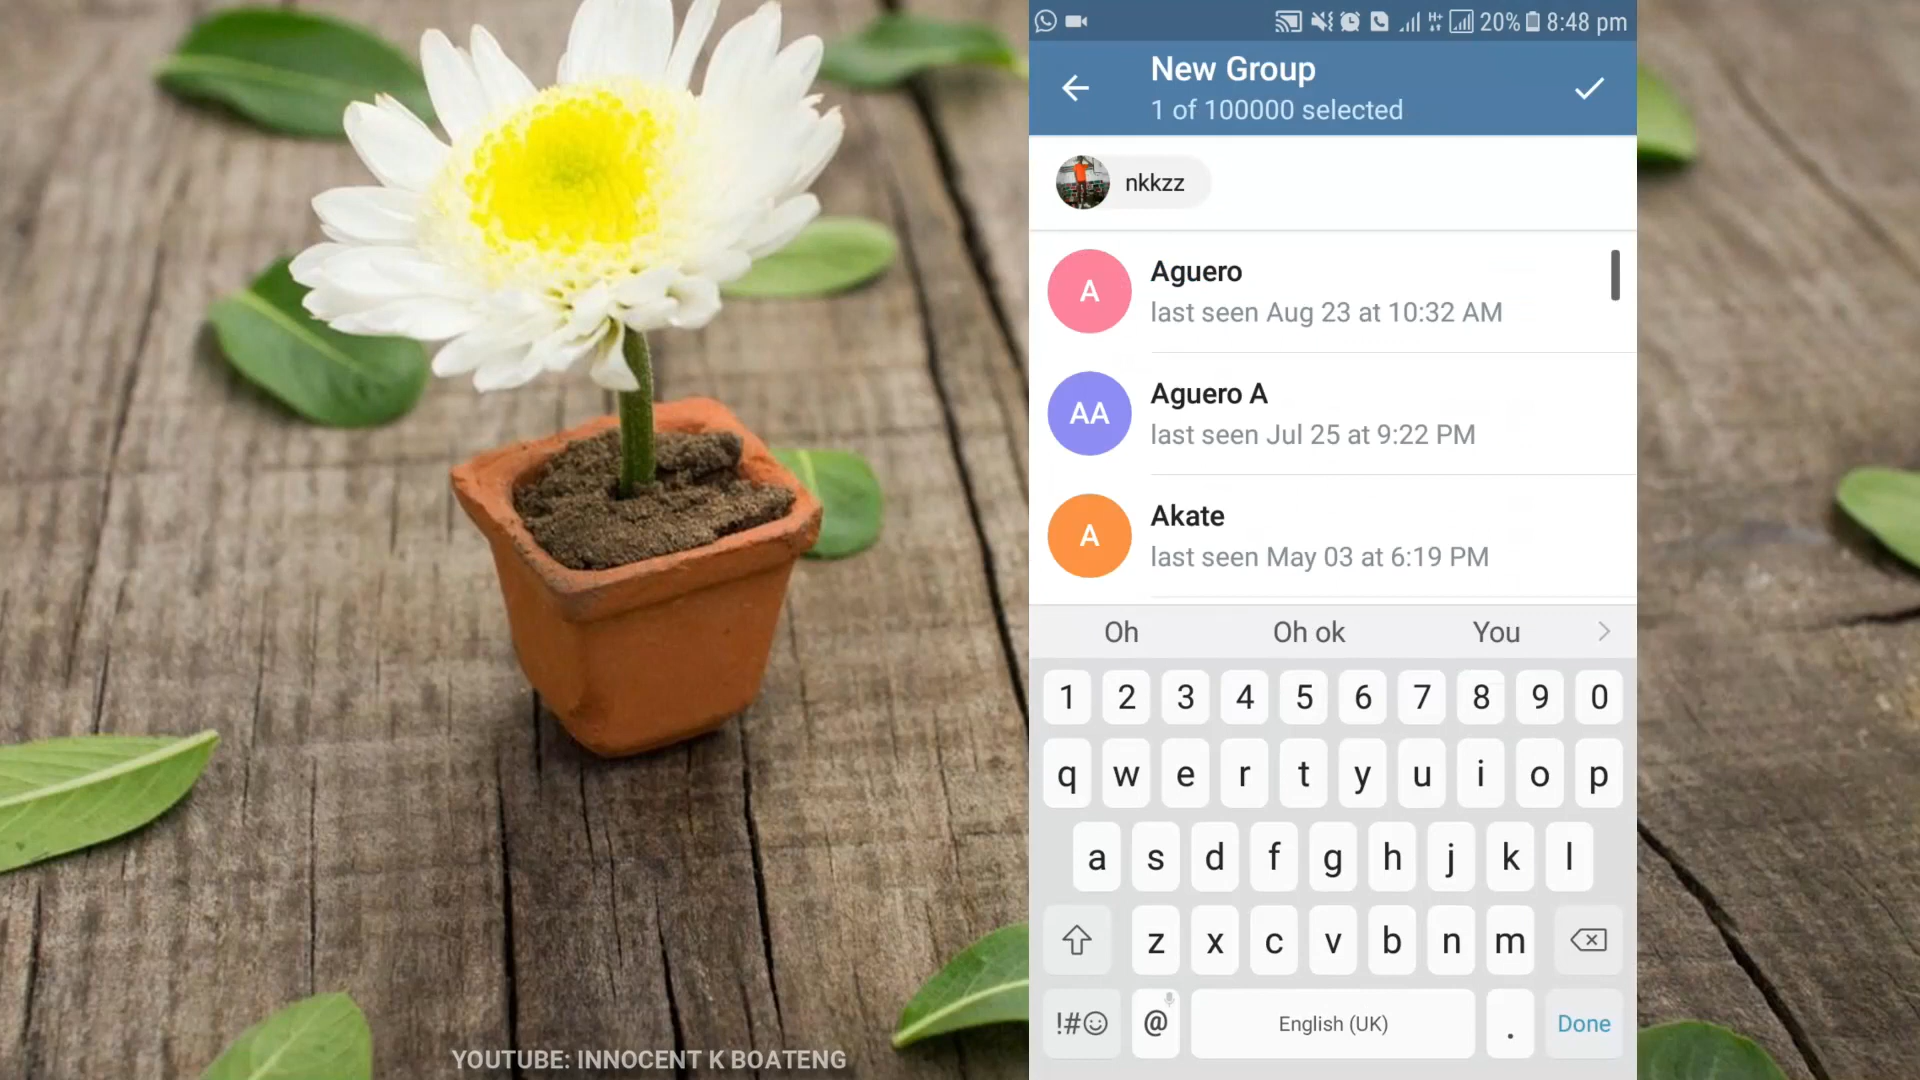 20% 8:48 pm
New Group
1 of 100000 selected
nkkzz
A
Aguero
last seen Aug 23 at 10:32 AM
AA
Aguero A
last seen Jul 25 at 9:22 PM
A
Akate
last seen May 03 at 6:19 PM
Oh Oh ok You
1 2 3 4 5 6 7 8 9 0
q w e r t y u i o p
a s d f g h j k l
z x c v b n m
!#☺ @ English (UK) . Done
YOUTUBE: INNOCENT K BOATENG